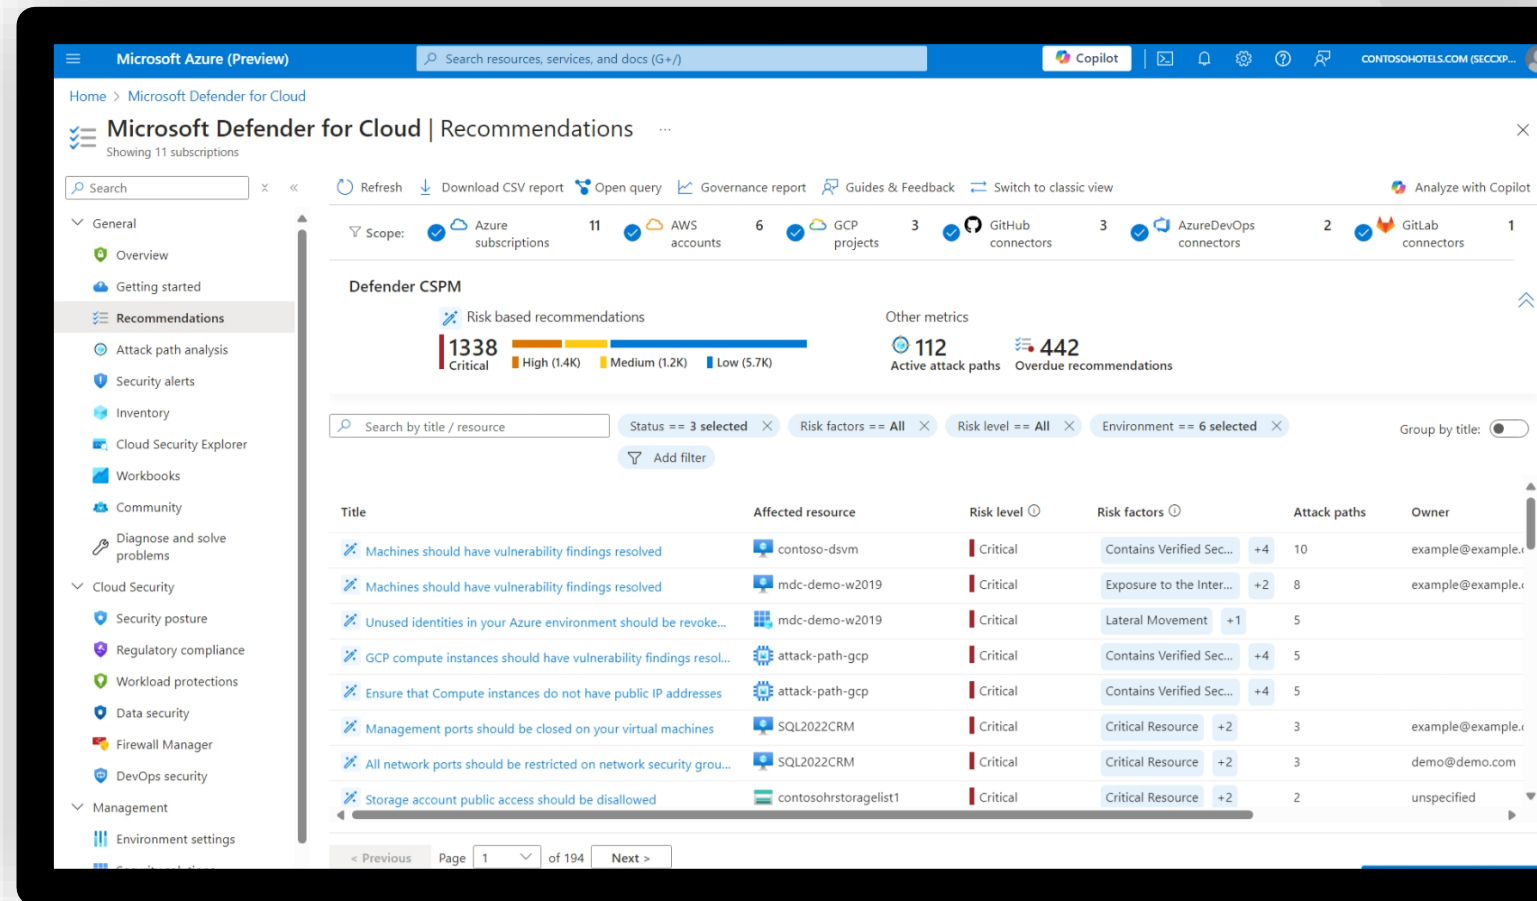 Microsoft Azure (Preview)
Search resources, services, and docs (G+/)
Copilot
CONTOSOHOTELS.COM (SECCXP...
Home > Microsoft Defender for Cloud
Microsoft Defender for Cloud | Recommendations ...
Showing 11 subscriptions
Search
Refresh
Download CSV report
Open query
Governance report
Guides & Feedback
Switch to classic view
Analyze with Copilot
General
Overview
Getting started
Recommendations
Attack path analysis
Security alerts
Inventory
Cloud Security Explorer
Workbooks
Community
Diagnose and solve
problems
Cloud Security
Security posture
Regulatory compliance
Workload protections
Data security
Firewall Manager
DevOps security
Management
Environment settings
Scope:
Azure
subscriptions
11
AWS
accounts
6
GCP
projects
3
GitHub
connectors
3
AzureDevOps
connectors
2
GitLab
connectors
1
Defender CSPM
Risk based recommendations
1338
Critical
High (1.4K)
Medium (1.2K)
Low (5.7K)
Other metrics
112
Active attack paths
442
Overdue recommendations
Search by title / resource
Status == 3 selected
Risk factors == All
Risk level == All
Environment == 6 selected
Add filter
Group by title:
Title Affected resource Risk level Risk factors Attack paths Owner
Machines should have vulnerability findings resolved contoso-dsvm Critical Contains Verified Sec... +4 10 example@example.
Machines should have vulnerability findings resolved mdc-demo-w2019 Critical Exposure to the Inter... +2 8 example@example.
Unused identities in your Azure environment should be revoke... mdc-demo-w2019 Critical Lateral Movement +1 5
GCP compute instances should have vulnerability findings resol... attack-path-gcp Critical Contains Verified Sec... +4 5
Ensure that Compute instances do not have public IP addresses attack-path-gcp Critical Contains Verified Sec... +4 5
Management ports should be closed on your virtual machines SQL2022CRM Critical Critical Resource +2 3 example@example.
All network ports should be restricted on network security grou... SQL2022CRM Critical Critical Resource +2 3 demo@demo.com
Storage account public access should be disallowed contosohrstoragelist1 Critical Critical Resource +2 2 unspecified
< Previous Page 1 of 194 Next >